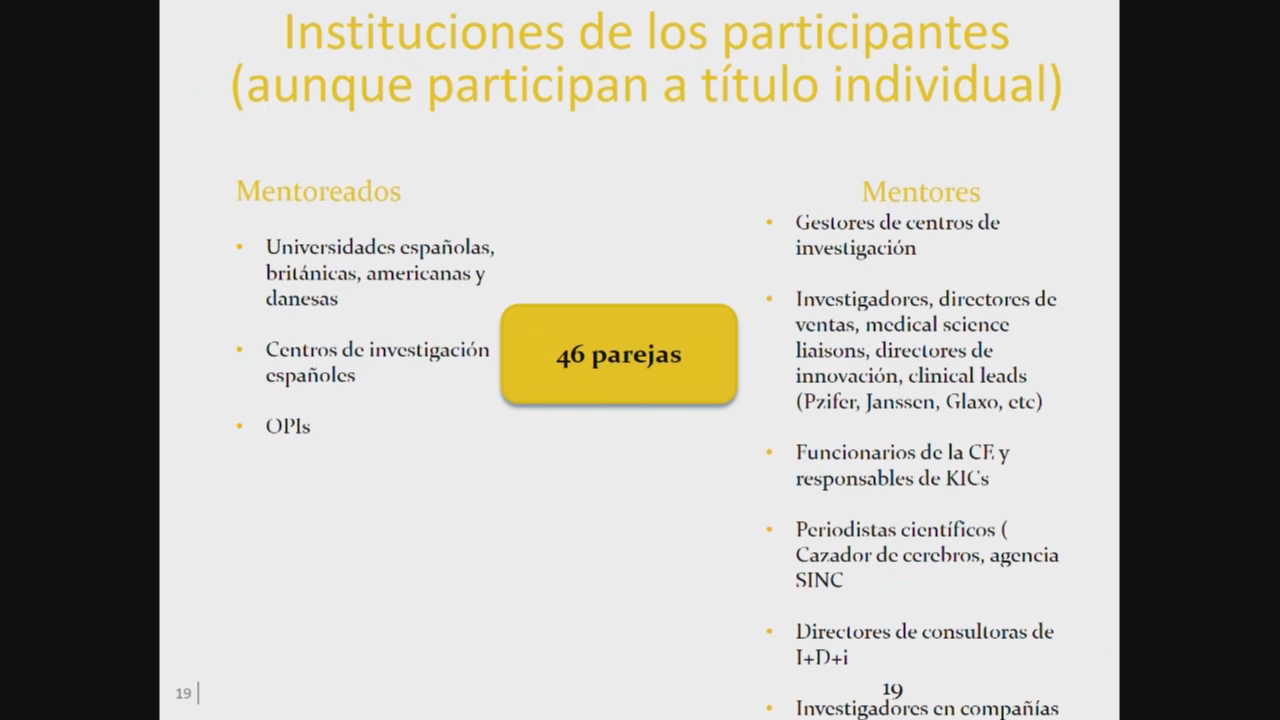 Instituciones de los participantes
(aunque participan a título individual)
Mentoreados
• Universidades españolas,
británicas, americanas y
danesas
• Centros de investigación
españoles
• OPIs
46 parejas
Mentores
• Gestores de centros de
investigación
• Investigadores, directores de
ventas, medical science
liaisons, directores de
innovación, clinical leads
(Pzifer, Janssen, Glaxo, etc)
• Funcionarios de la CE y
responsables de KICs
• Periodistas científicos (
Cazador de cerebros, agencia
SINC
• Directores de consultoras de
I+D+i
• Investigadores en compañías
19
19